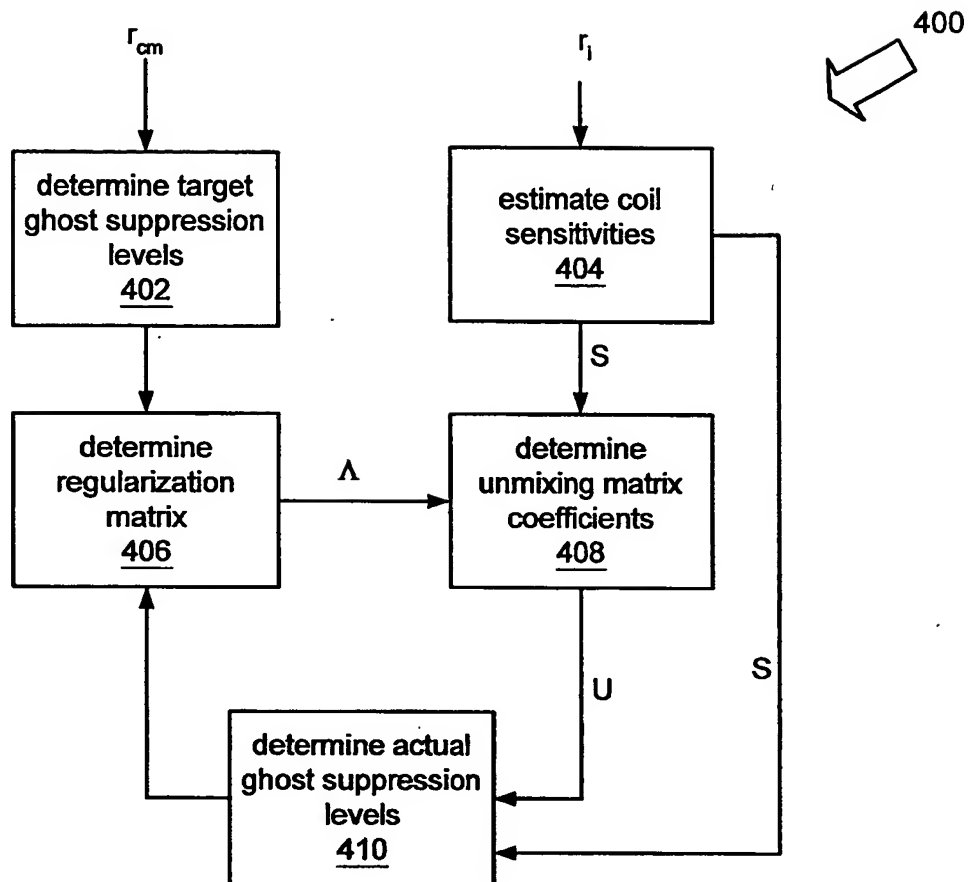 400
r_cm
r_i
determine target
ghost suppression
levels
402
estimate coil
sensitivities
404
S
determine
regularization
matrix
406
Λ
determine
unmixing matrix
coefficients
408
U
S
determine actual
ghost suppression
levels
410